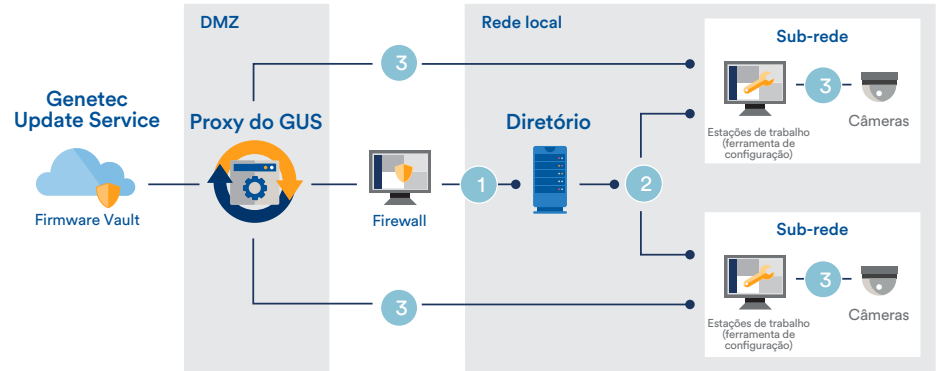 DMZ
Rede local
Sub-rede
3
3
Genetec
Update Service
Proxy do GUS
Diretório
Câmeras
Estações de trabalho
(ferramenta de
configuração)
1
2
Firmware Vault
Firewall
Sub-rede
3
3
Câmeras
Estações de trabalho
(ferramenta de
configuração)